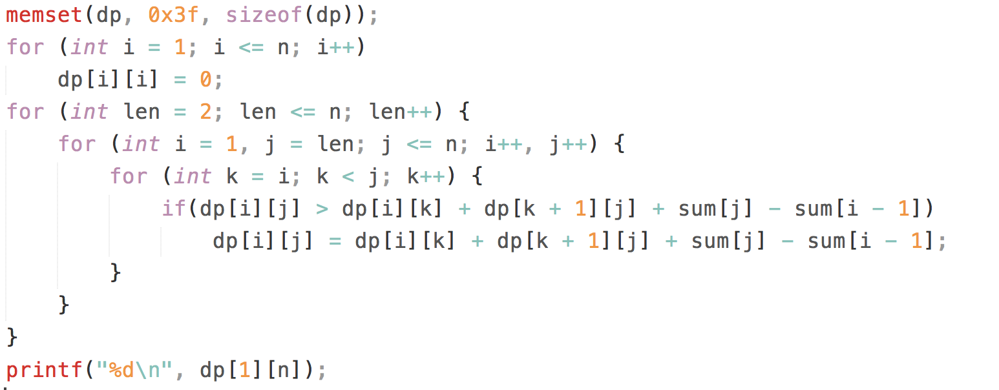 memset(dp, 0x3f, sizeof(dp));
for (int i = 1; i <= n; i++)
    dp[i][i] = 0;
for (int len = 2; len <= n; len++) {
    for (int i = 1, j = len; j <= n; i++, j++) {
        for (int k = i; k < j; k++) {
            if(dp[i][j] > dp[i][k] + dp[k + 1][j] + sum[j] - sum[i - 1])
                dp[i][j] = dp[i][k] + dp[k + 1][j] + sum[j] - sum[i - 1];
        }
    }
}
printf("%d\n", dp[1][n]);